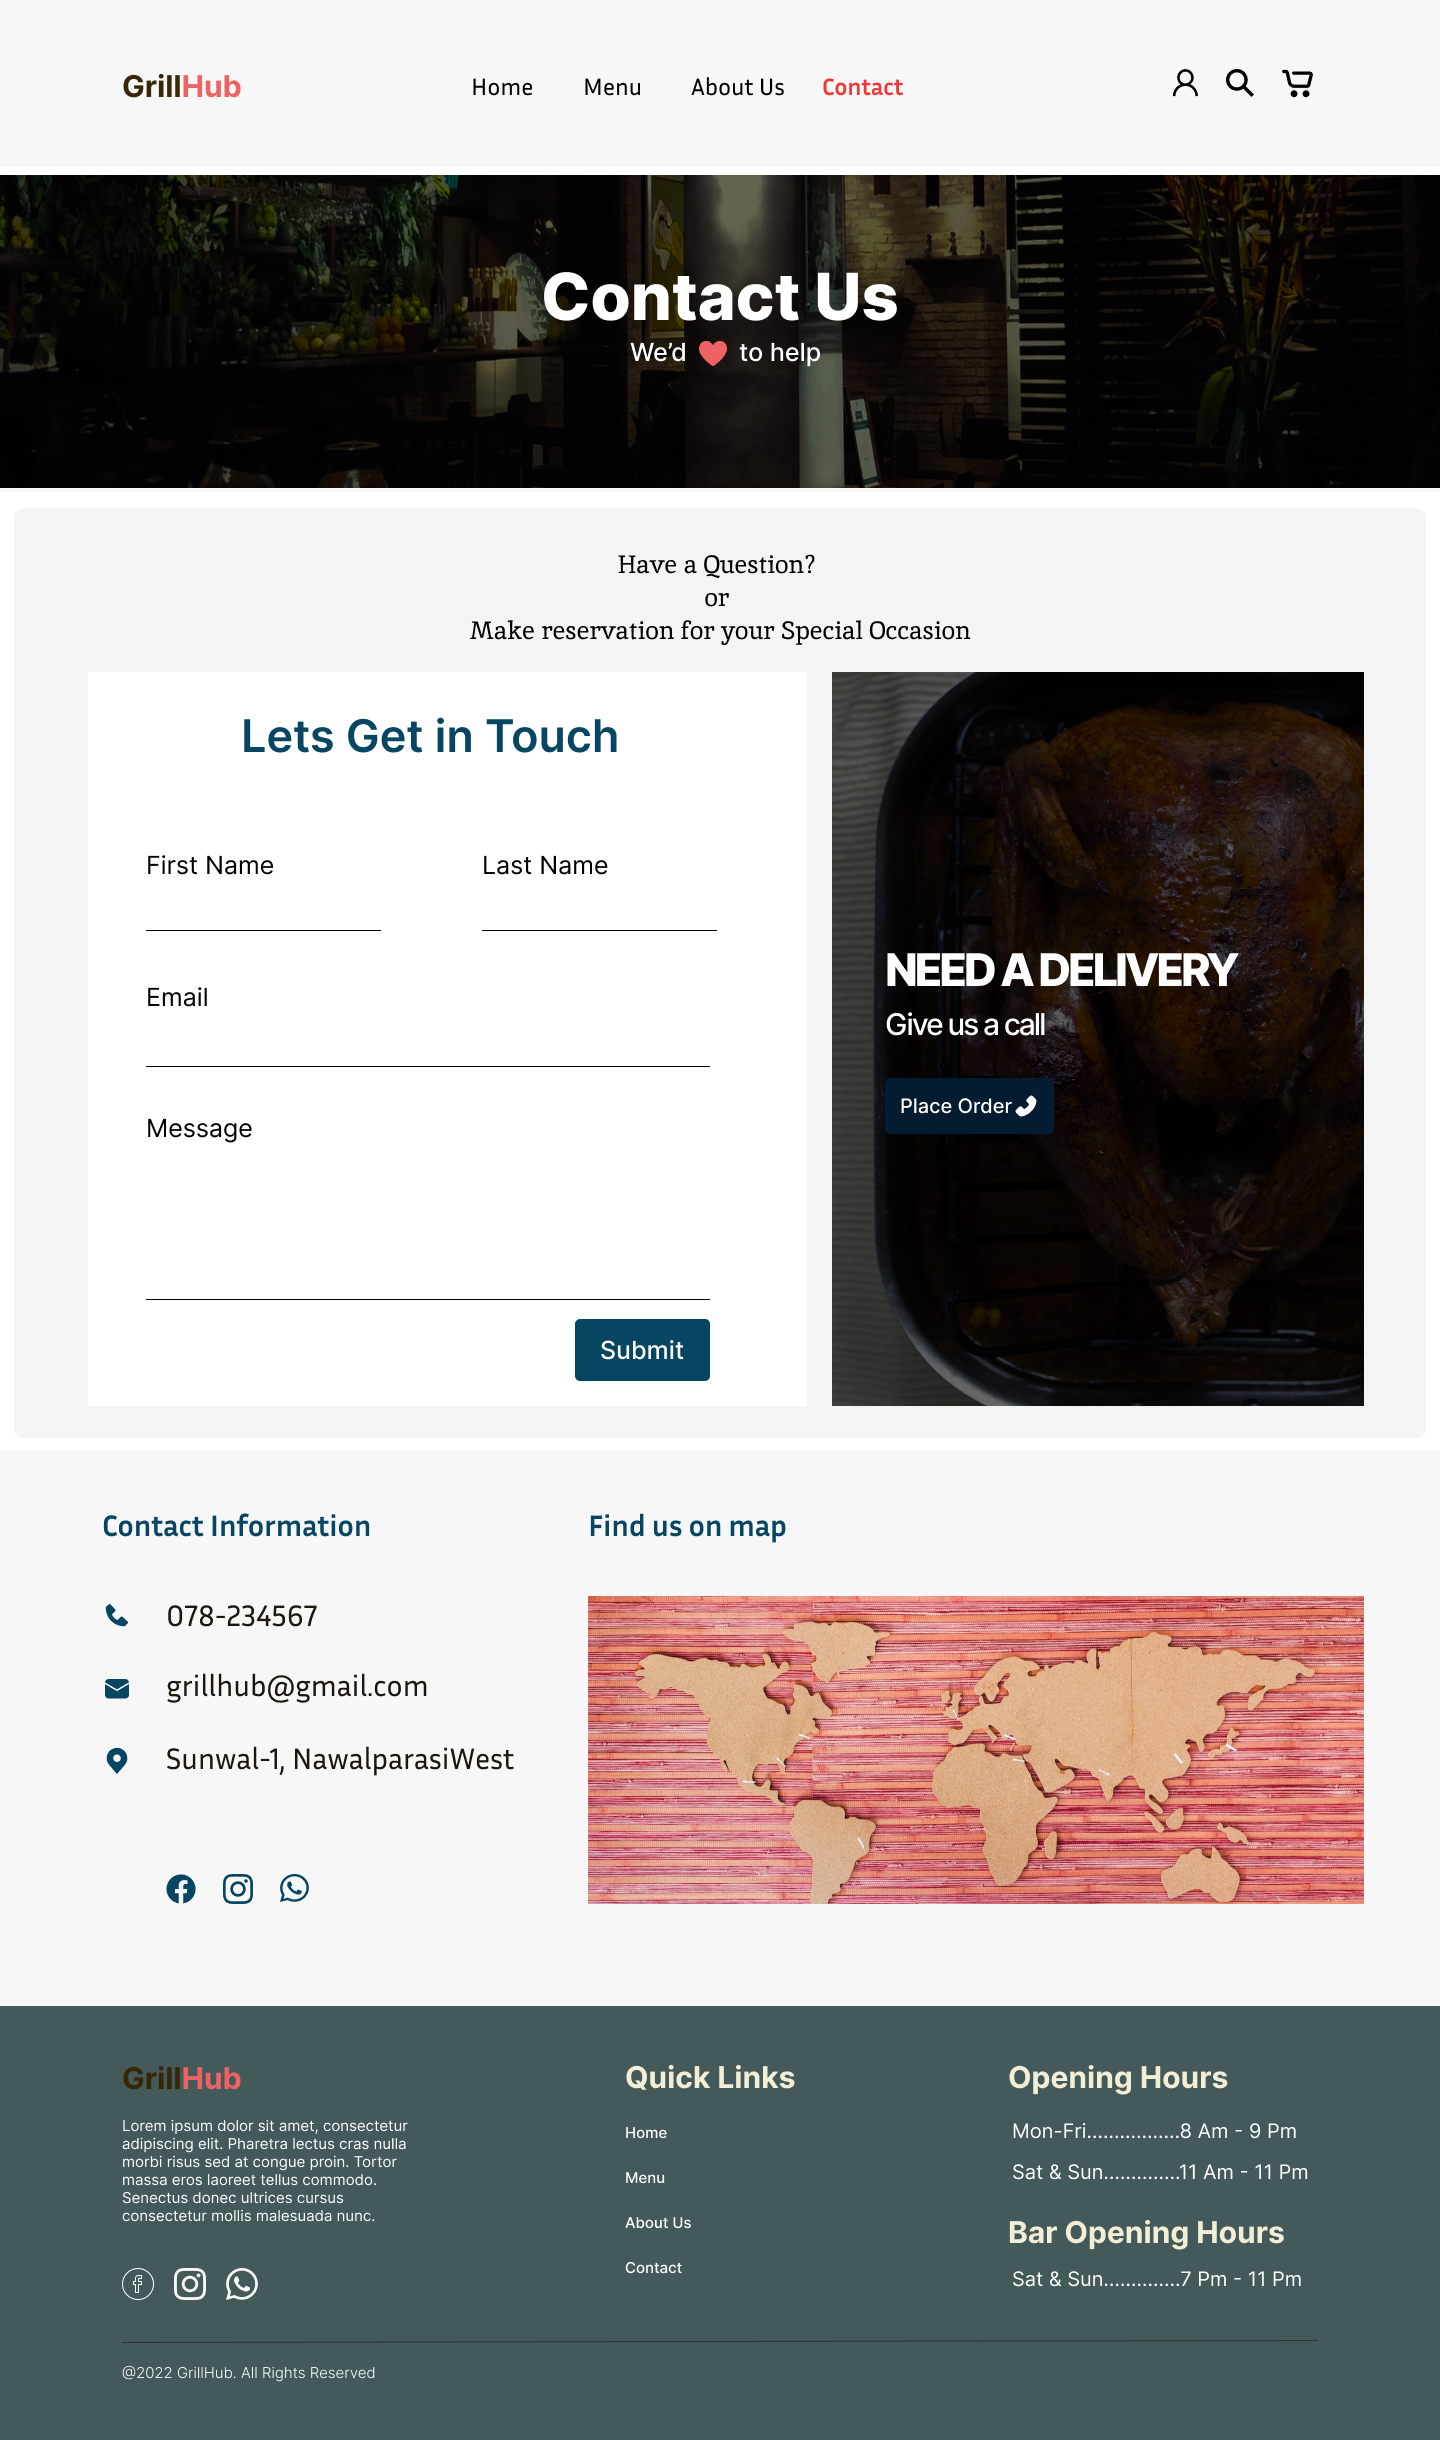 GrillHub
Home Menu About Us Contact
Contact Us
We’d to help
Have a Question?
or
Make reservation for your Special Occasion
Lets Get in Touch
First Name Last Name
Email
Message
Submit
NEED A DELIVERY
Give us a call
Place Order
Contact Information
078-234567
grillhub@gmail.com
Sunwal-1, NawalparasiWest
Find us on map
GrillHub
Lorem ipsum dolor sit amet, consectetur
adipiscing elit. Pharetra lectus cras nulla
morbi risus sed at congue proin. Tortor
massa eros laoreet tellus commodo.
Senectus donec ultrices cursus
consectetur mollis malesuada nunc.
Quick Links
Home
Menu
About Us
Contact
Opening Hours
Mon-Fri.................8 Am - 9 Pm
Sat & Sun..............11 Am - 11 Pm
Bar Opening Hours
Sat & Sun..............7 Pm - 11 Pm
@2022 GrillHub. All Rights Reserved